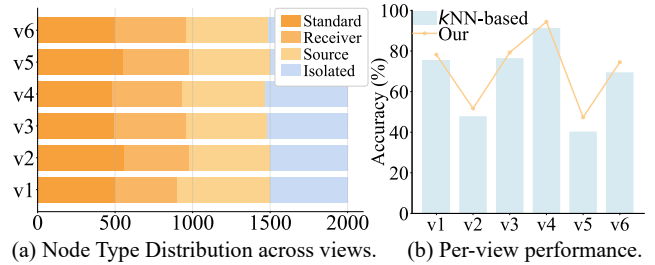 v6
v5
v4
v3
v2
v1
0
500
1000
1500
2000
Standard
Receiver
Source
Isolated
(a) Node Type Distribution across views.
Accuracy (%)
100
80
60
40
20
0
kNN-based
Our
v1 v2 v3 v4 v5 v6
(b) Per-view performance.